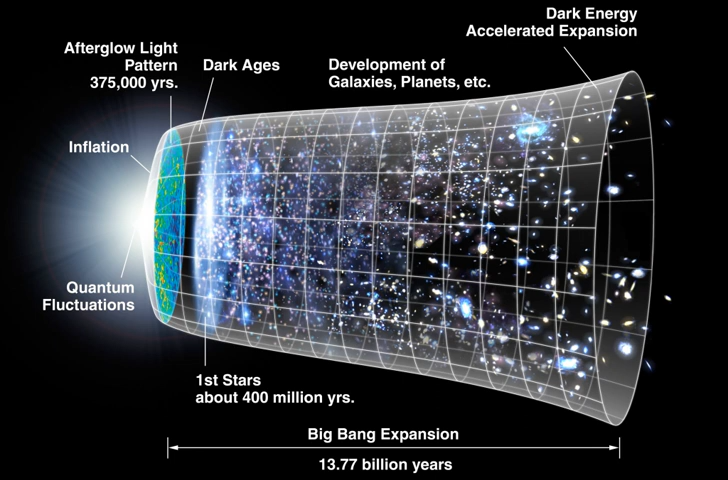 Dark Energy
Accelerated Expansion
Afterglow Light
Pattern
375,000 yrs.
Dark Ages
Development of
Galaxies, Planets, etc.
Inflation
Quantum
Fluctuations
1st Stars
about 400 million yrs.
Big Bang Expansion
13.77 billion years